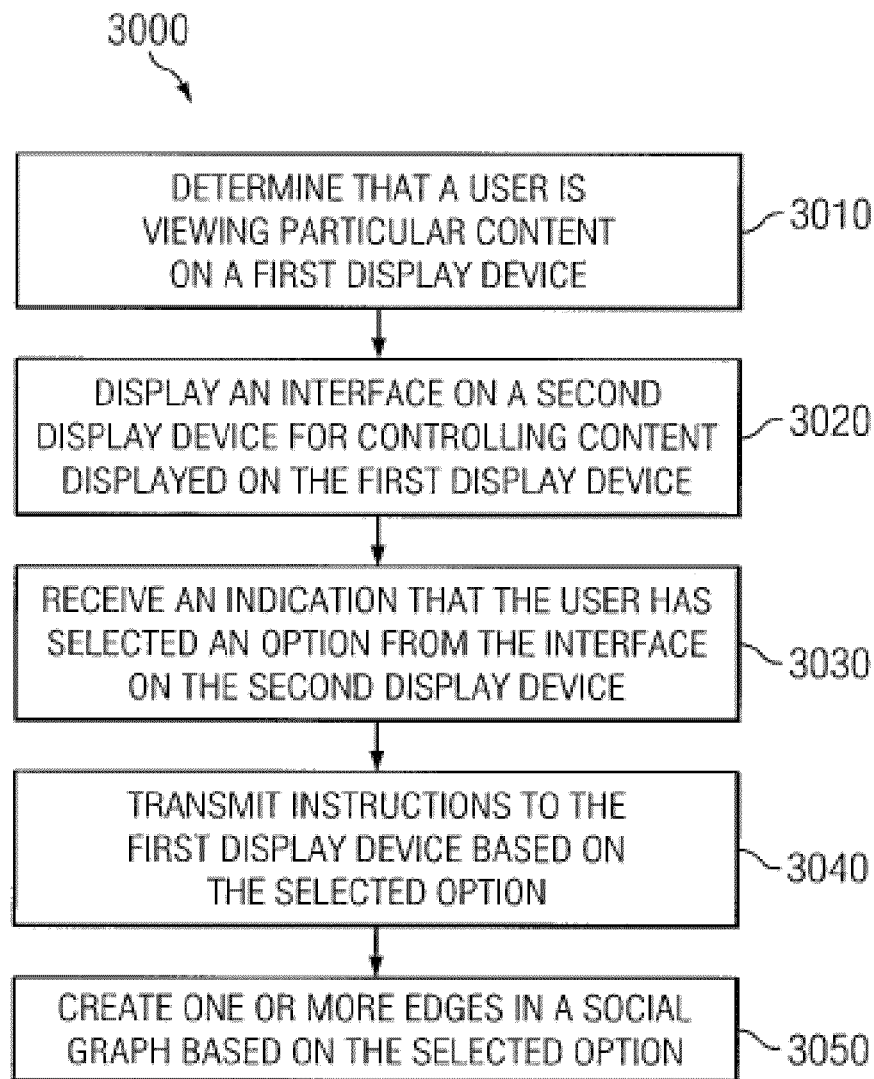 3000
DETERMINE THAT A USER IS
VIEWING PARTICULAR CONTENT
ON A FIRST DISPLAY DEVICE
3010
DISPLAY AN INTERFACE ON A SECOND
DISPLAY DEVICE FOR CONTROLLING CONTENT
DISPLAYED ON THE FIRST DISPLAY DEVICE
3020
RECEIVE AN INDICATION THAT THE USER HAS
SELECTED AN OPTION FROM THE INTERFACE
ON THE SECOND DISPLAY DEVICE
3030
TRANSMIT INSTRUCTIONS TO THE
FIRST DISPLAY DEVICE BASED ON
THE SELECTED OPTION
3040
CREATE ONE OR MORE EDGES IN A SOCIAL
GRAPH BASED ON THE SELECTED OPTION
3050